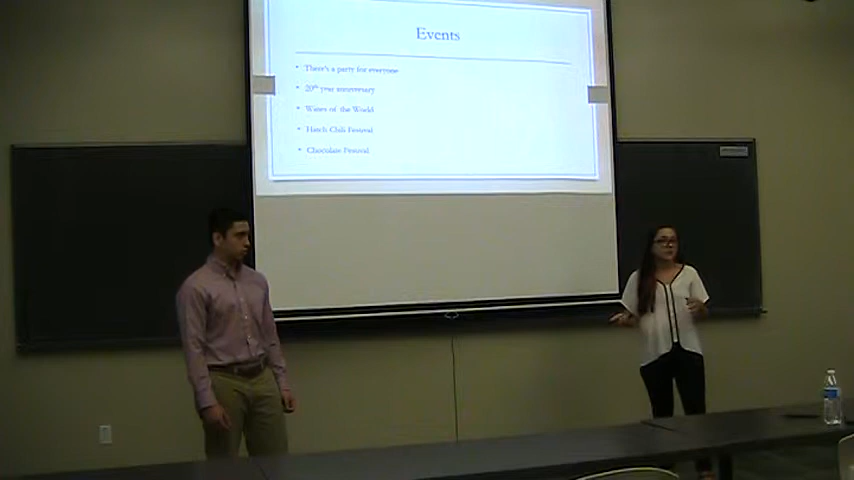 Events
• There's a party for everyone
• 20th year anniversary
• Wines of the World
• Hatch Chili Festival
• Chocolate Festival